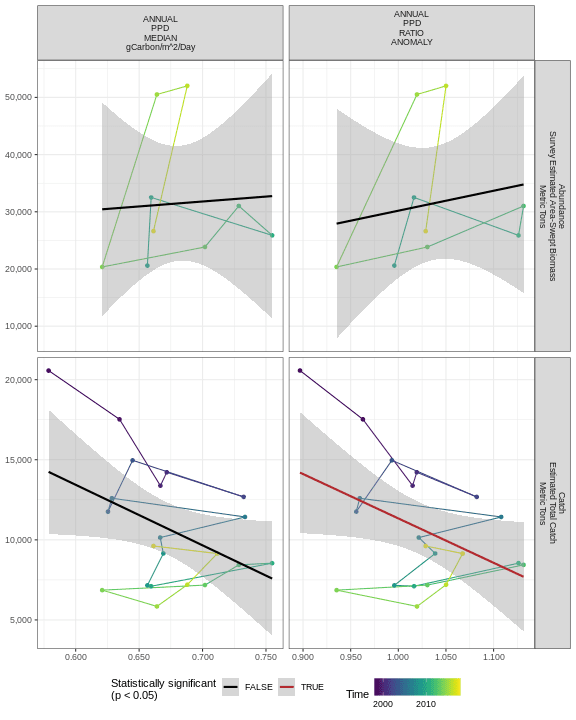 ANNUAL
PPD
MEDIAN
gCarbon/m^2/Day
ANNUAL
PPD
RATIO
ANOMALY
50,000
40,000
30,000
20,000
10,000
Abundance
Survey Estimated Area-Swept Biomass
Metric Tons
20,000
15,000
10,000
5,000
Catch
Estimated Total Catch
Metric Tons
0.600
0.650
0.700
0.750
0.900
0.950
1.000
1.050
1.100
Statistically significant
(p < 0.05)
FALSE
TRUE
Time
2000
2010